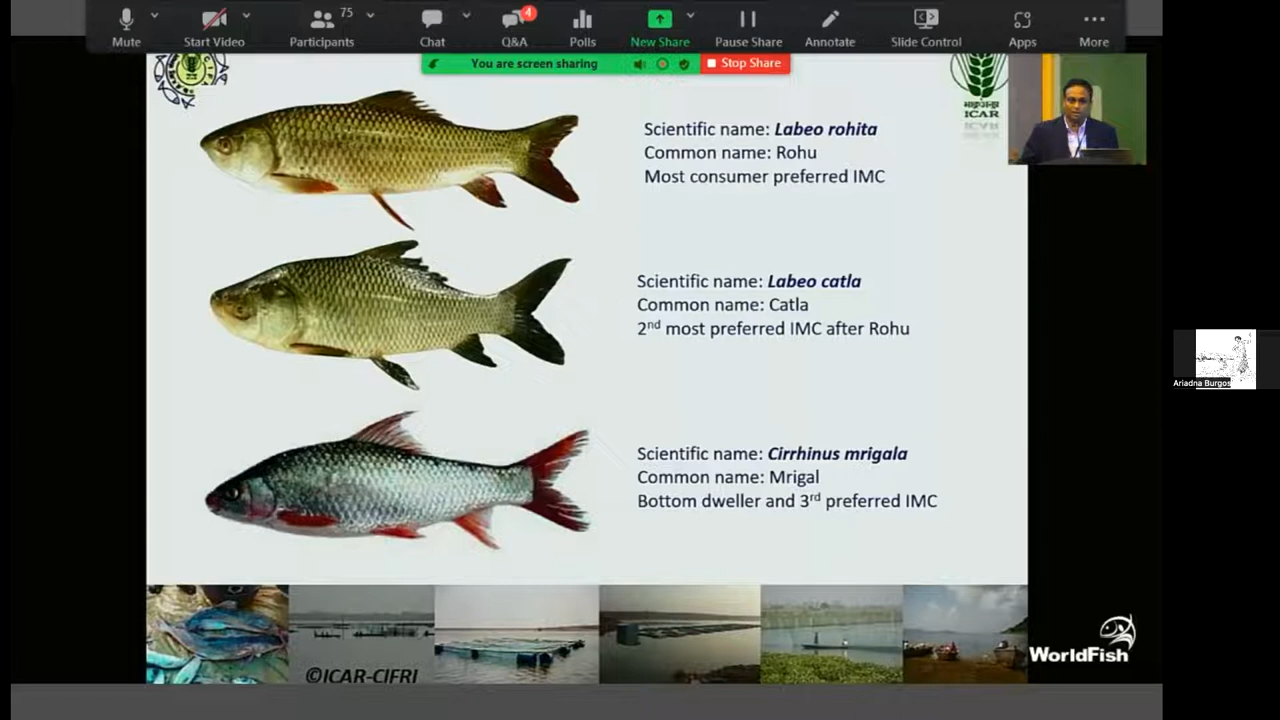 Mute
Start Video
75
Participants
Chat
4
Q&A
Polls
New Share
Pause Share
Annotate
Slide Control
Apps
More
You are screen sharing
Stop Share
ICAR
Scientific name: Labeo rohita
Common name: Rohu
Most consumer preferred IMC
Scientific name: Labeo catla
Common name: Catla
2nd most preferred IMC after Rohu
Scientific name: Cirrhinus mrigala
Common name: Mrigal
Bottom dweller and 3rd preferred IMC
Ariadna Burgos
©ICAR-CIFRI
WorldFish